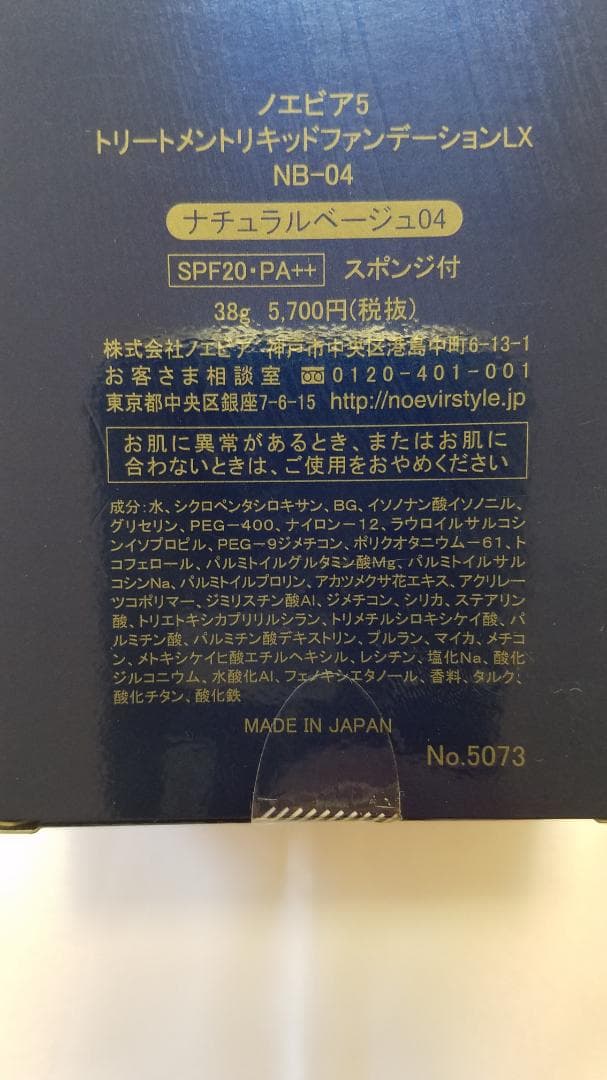 ノエビア5
トリートメントリキッドファンデーションLX
NB-04
ナチュラルベージュ04
SPF20・PA++ スポンジ付
38g 5,700円(税抜)
株式会社ノエビア 神戸市中央区港島中町6-13-1
お客さま相談室 0120-401-001
東京都中央区銀座7-6-15 http://noevirstyle.jp
お肌に異常があるとき、またはお肌に
合わないときは、ご使用をおやめください
成分:水、シクロペンタシロキサン、BG、イソノナン酸イソノニル、
グリセリン、PEG-400、ナイロン-12、ラウロイルサルコシ
ンイソプロピル、PEG-9ジメチコン、ポリクオタニウム-61、ト
コフェロール、パルミトイルグルタミン酸Mg、パルミトイルサル
コシンNa、パルミトイルプロリン、アカツメクサ花エキス、アクリレー
ツコポリマー、ジミリスチン酸Al、ジメチコン、シリカ、ステアリン
酸、トリエトキシカプリリルシラン、トリメチルシロキシケイ酸、パ
ルミチン酸、パルミチン酸デキストリン、プルラン、マイカ、メチコ
ン、メトキシケイヒ酸エチルヘキシル、レシチン、塩化Na、酸化
ジルコニウム、水酸化Al、フェノキシエタノール、香料、タルク、
酸化チタン、酸化鉄
MADE IN JAPAN
No.5073